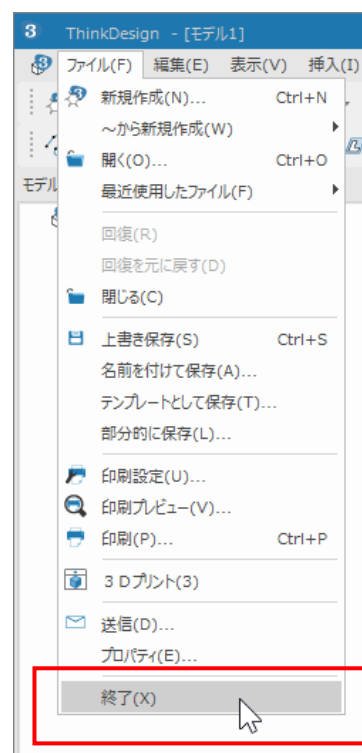 3 ThinkDesign - [モデル1]
ファイル(F) 編集(E) 表示(V) 挿入(I)
新規作成(N)... Ctrl+N
～から新規作成(W)
開く(O)... Ctrl+O
モデル
最近使用したファイル(F)
回復(R)
回復を元に戻す(D)
閉じる(C)
上書き保存(S) Ctrl+S
名前を付けて保存(A)...
テンプレートとして保存(T)...
部分的に保存(L)...
印刷設定(U)...
印刷プレビュー(V)...
印刷(P)... Ctrl+P
３Ｄプリント(3)
送信(D)...
プロパティ(E)...
終了(X)